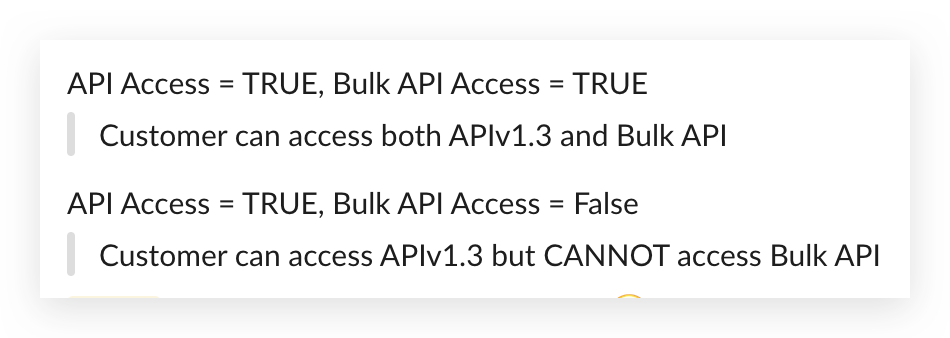 API Access = TRUE, Bulk API Access = TRUE
Customer can access both APIv1.3 and Bulk API
API Access = TRUE, Bulk API Access = False
Customer can access APIv1.3 but CANNOT access Bulk API